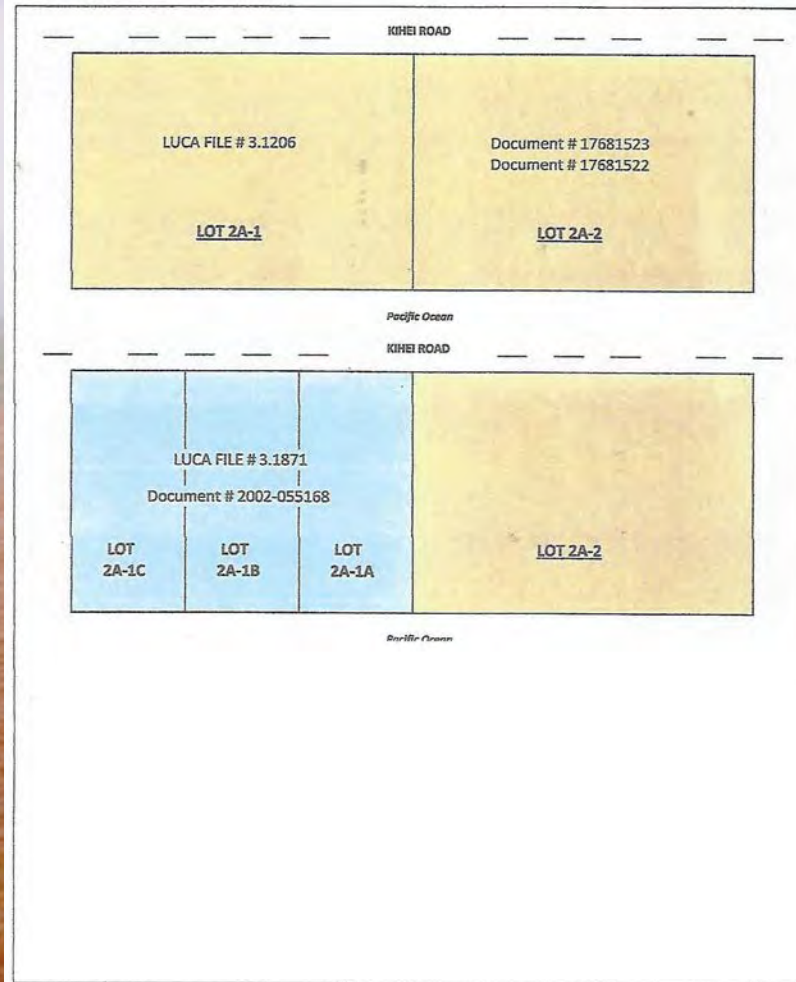 KIHEI ROAD
LUCA FILE # 3.1206
Document # 17681523
Document # 17681522
LOT 2A-1
LOT 2A-2
Pacific Ocean
KIHEI ROAD
LUCA FILE # 3.1871
Document # 2002-055168
LOT
2A-1C
LOT
2A-1B
LOT
2A-1A
LOT 2A-2
Pacific Ocean